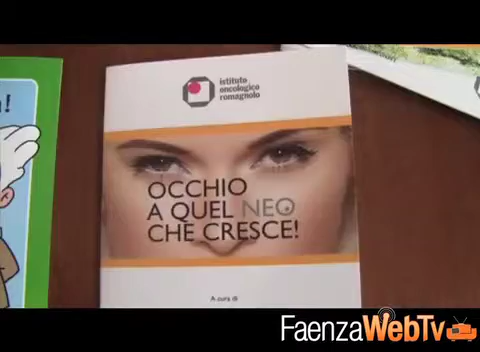 istituto
oncologico
romagnolo
!
OCCHIO
A QUEL NEO
CHE CRESCE!
A cura di
FaenzaWebTv